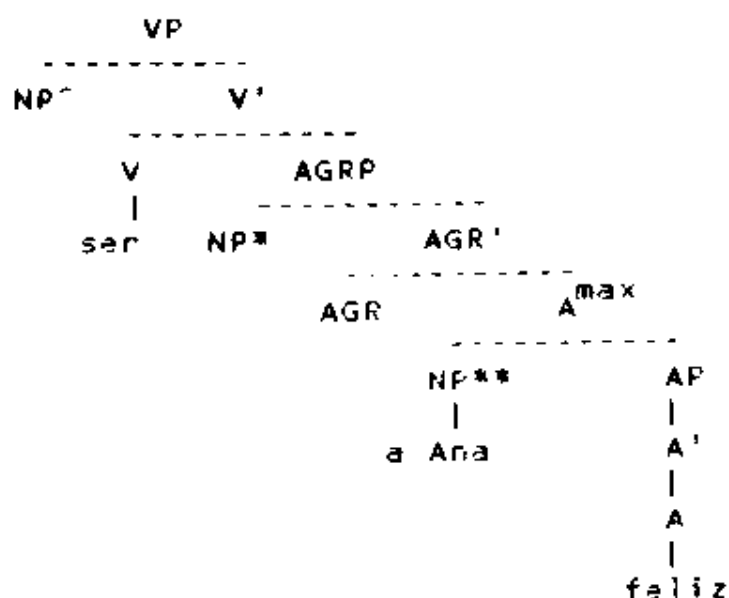 VP
NP^ V'
V AGRP
ser NP* AGR'
AGR A^max
NP** AP
a Ana A'
A
feliz